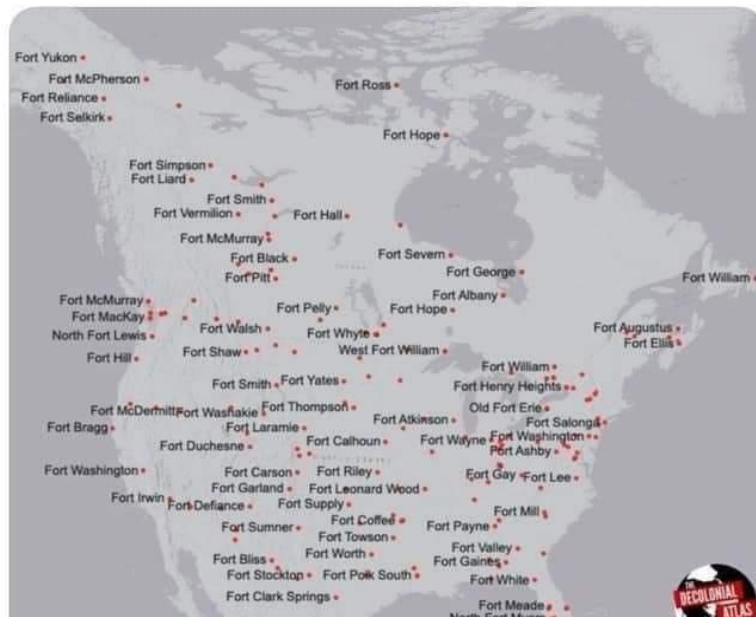 Fort Yukon
Fort McPherson
Fort Ross
Fort Reliance
Fort Selkirk
Fort Hope
Fort Simpson
Fort Liard
Fort Smith
Fort Vermilion
Fort Hall
Fort McMurray
Fort Severn
Fort Black
Fort George
Fort Pitt
Fort William
Fort Albany
Fort McMurray
Fort Pelly
Fort Hope
Fort MacKay
Fort Walsh
Fort Augustus
North Fort Lewis
Fort Whyte
Fort Ellis
Fort Hill
Fort Shaw
West Fort William
Fort William
Fort Smith
Fort Yates
Fort Henry Heights
Fort McDermitt
Fort Washakie
Fort Thompson
Old Fort Erie
Fort Bragg
Fort Laramie
Fort Atkinson
Fort Salonga
Fort Duchesne
Fort Calhoun
Fort Wayne
Fort Washington
Fort Ashby
Fort Washington
Fort Carson
Fort Riley
Fort Gay
Fort Lee
Fort Irwin
Fort Garland
Fort Leonard Wood
Fort Defiance
Fort Supply
Fort Mill
Fort Sumner
Fort Coffee
Fort Payne
Fort Towson
Fort Bliss
Fort Worth
Fort Valley
Fort Gaines
Fort Stockton
Fort Polk South
Fort White
Fort Clark Springs
Fort Meade
North Fort
THE
DECOLONIAL
ATLAS